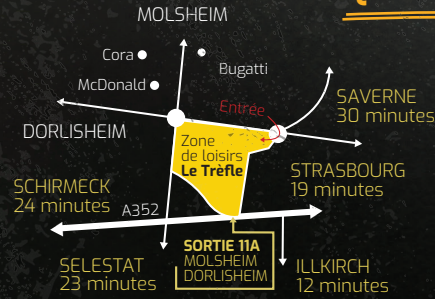 MOLSHEIM
Cora
Bugatti
McDonald
Entrée
SAVERNE
30 minutes
DORLISHEIM
Zone
de loisirs
Le Trèfle
STRASBOURG
19 minutes
SCHIRMECK
24 minutes
A352
SORTIE 11A
MOLSHEIM
DORLISHEIM
SELESTAT
23 minutes
ILLKIRCH
12 minutes